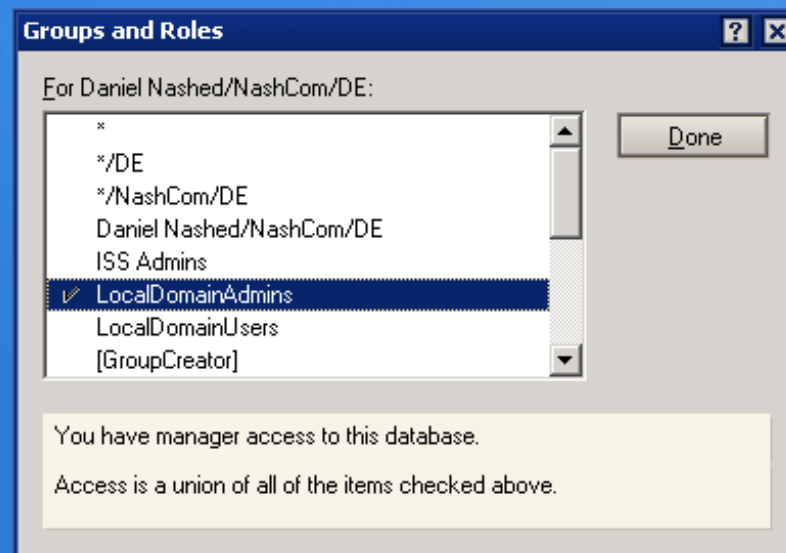 Groups and Roles
For Daniel Nashed/NashCom/DE:
*
*/DE
*/NashCom/DE
Daniel Nashed/NashCom/DE
ISS Admins
LocalDomainAdmins
LocalDomainUsers
[GroupCreator]
Done
You have manager access to this database.
Access is a union of all of the items checked above.